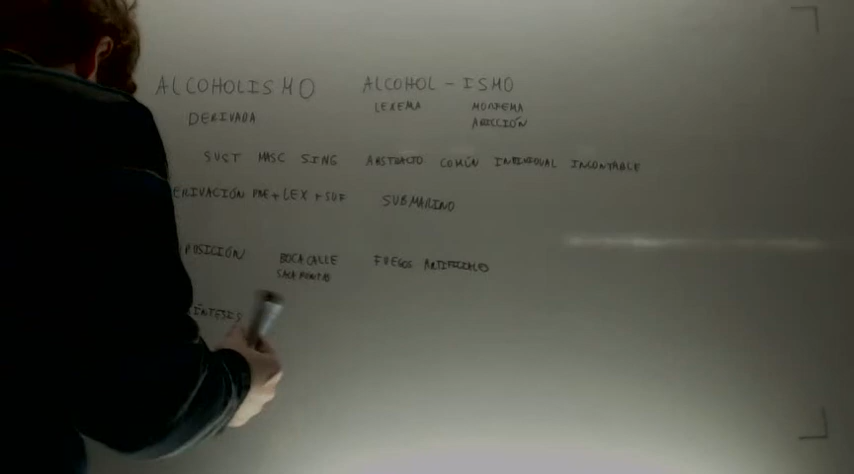 ALCOHOLISMO ALCOHOL - ISMO
DERIVADA LEXEMA MORFEMA
ADICCIÓN
SUST MASC SING ABSTRACTO COMÚN INDIVIDUAL INCONTABLE
ERIVACIÓN PRE + LEX + SUF SUBMARINO
POSICIÓN BOCACALLE FUEGOS ARTIFICIALES
SACAPUNTAS
ÍNTESIS